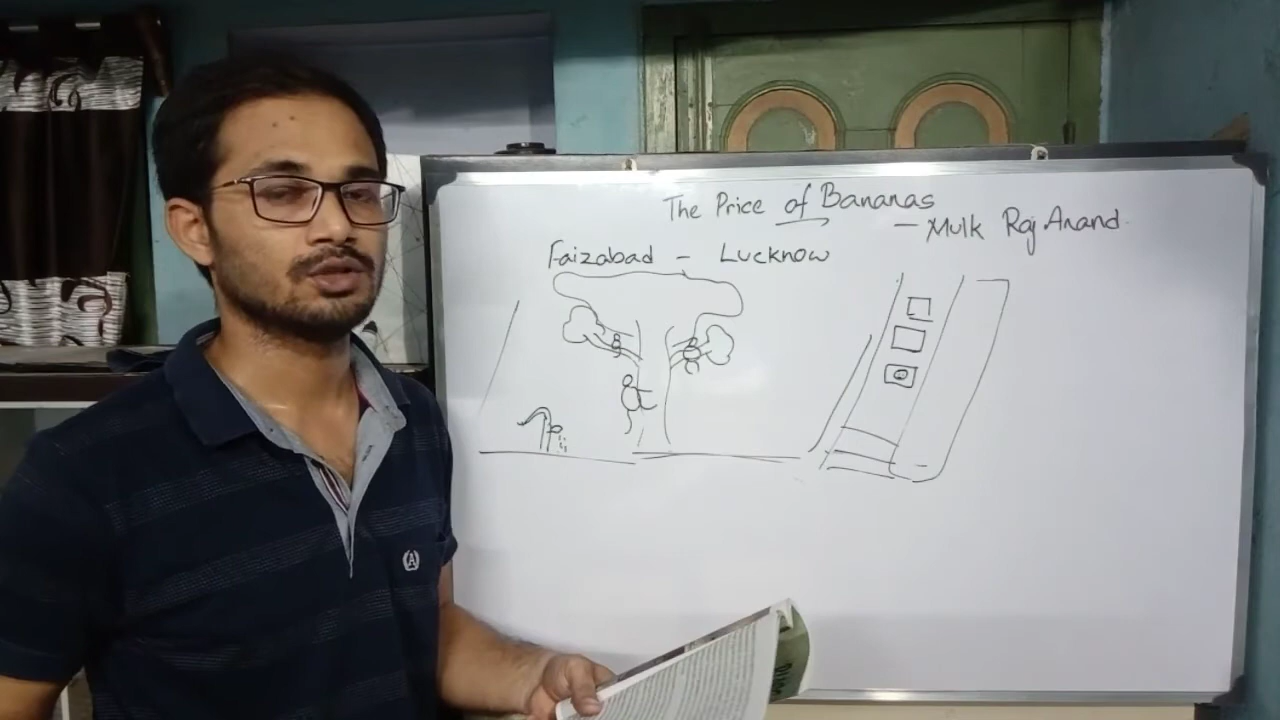 The Price of Bananas
– Mulk Raj Anand
Faizabad – Lucknow
A